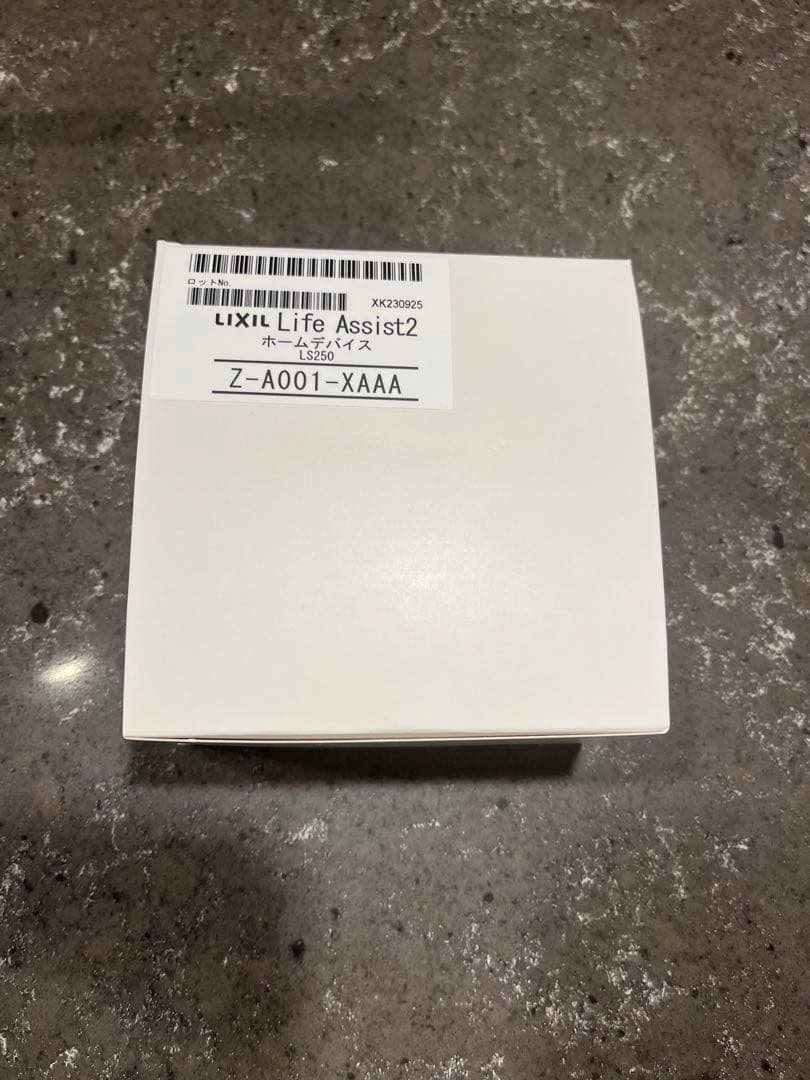 ロットNo.
XK230925
LIXIL Life Assist2
ホームデバイス
LS250
Z-A001-XAAA